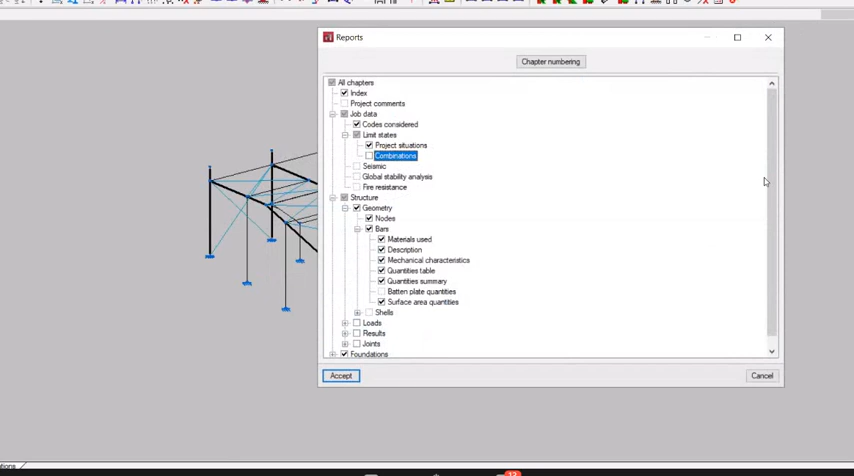 Reports
Chapter numbering
All chapters
Index
Project comments
Job data
Codes considered
Limit states
Project situations
Combinations
Seismic
Global stability analysis
Fire resistance
Structure
Geometry
Nodes
Bars
Materials used
Description
Mechanical characteristics
Quantities table
Quantities summary
Batten plate quantities
Surface area quantities
Shells
Loads
Results
Joints
Foundations
Accept
Cancel
13